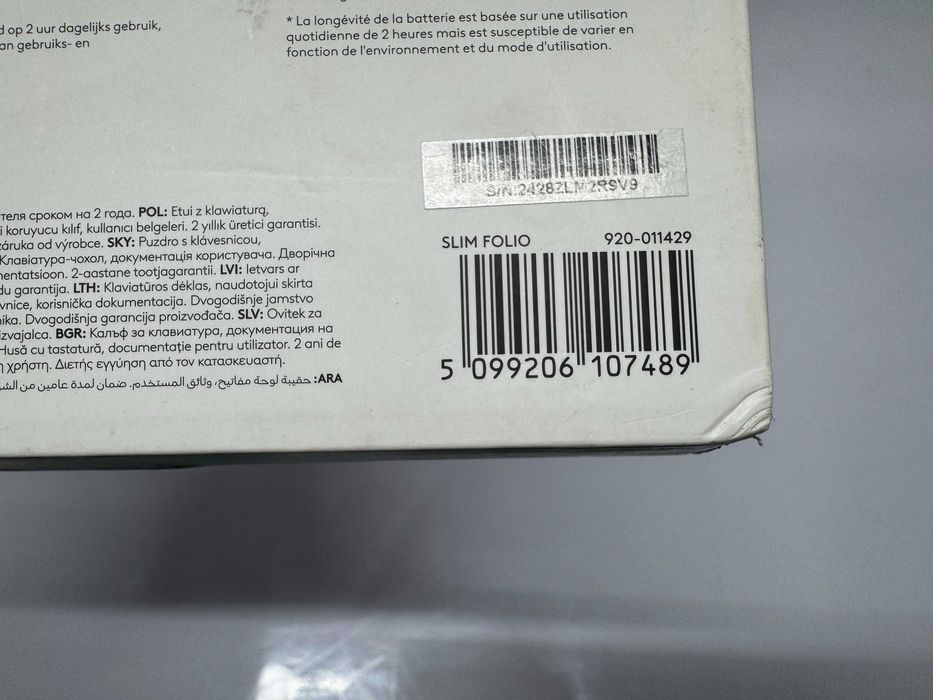 d op 2 uur dagelijks gebruik,
an gebruiks- en
* La longévité de la batterie est basée sur une utilisation
quotidienne de 2 heures mais est susceptible de varier en
fonction de l'environnement et du mode d'utilisation.
S/N:2428ZLM2R9V9
SLIM FOLIO 920-011429
5 099206 107489
теля сроком на 2 года. POL: Etui z klawiaturą,
i koruyucu kılıf, kullanıcı belgeleri. 2 yıllık üretici garantisi.
záruka od výrobce. SKY: Puzdro s klávesnicou,
Клавіатура-чохол, документація користувача. Дворічна
mentatsioon. 2-aastane tootjagarantii. LVI: Ietvars ar
du garantija. LTH: Klaviatūros dėklas, naudotojui skirta
vnice, korisnička dokumentacija. Dvogodišnje jamstvo
nika. Dvogodišnja garancija proizvođača. SLV: Ovitek za
izvajalca. BGR: Калъф за клавиатура, документация на
Husă cu tastatură, documentație pentru utilizator. 2 ani de
η χρήστη. Διετής εγγύηση από τον κατασκευαστή.
ARA: حقيبة لوحة مفاتيح، وثائق المستخدم. ضمان لمدة عامين من الش